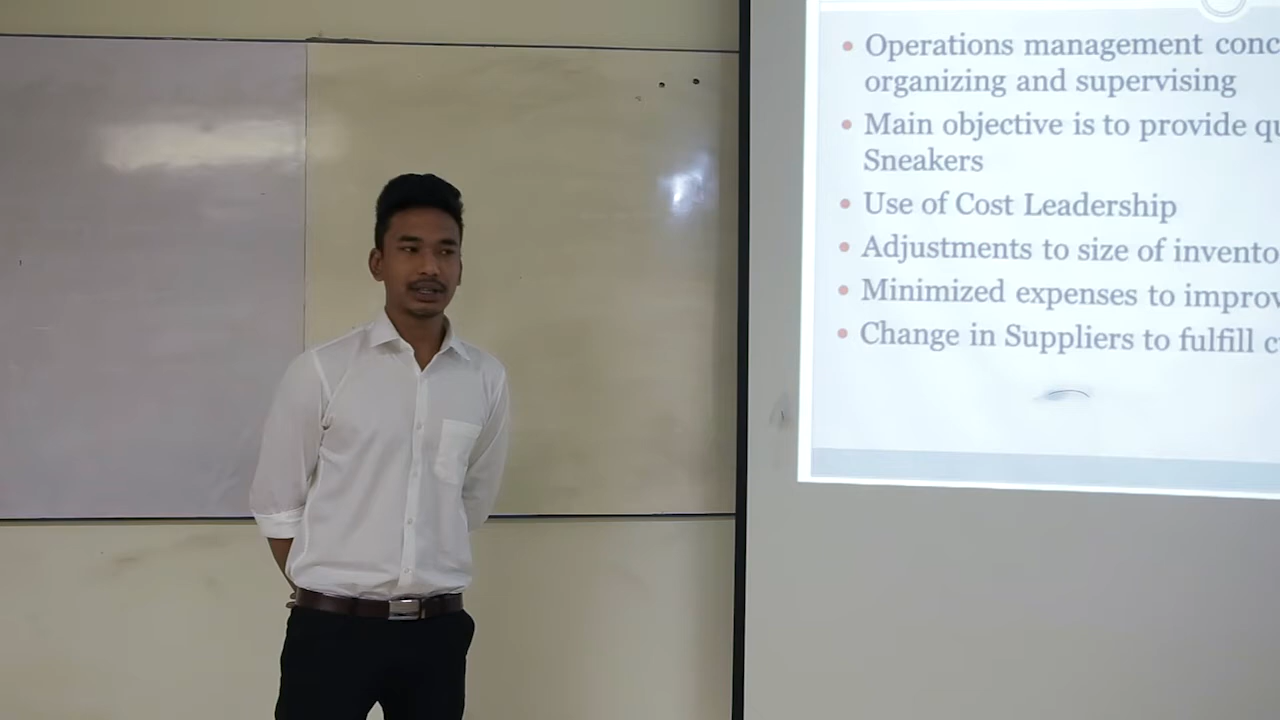 Operations management conc
organizing and supervising
Main objective is to provide qu
Sneakers
Use of Cost Leadership
Adjustments to size of invento
Minimized expenses to improv
Change in Suppliers to fulfill c